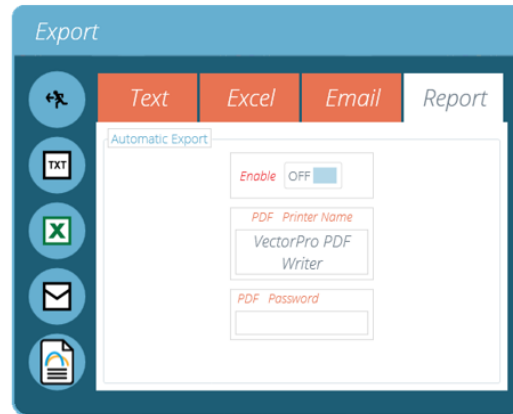 Export
Text Excel Email Report
Automatic Export
TXT
Enable OFF
X
PDF Printer Name
VectorPro PDF
Writer
PDF Password